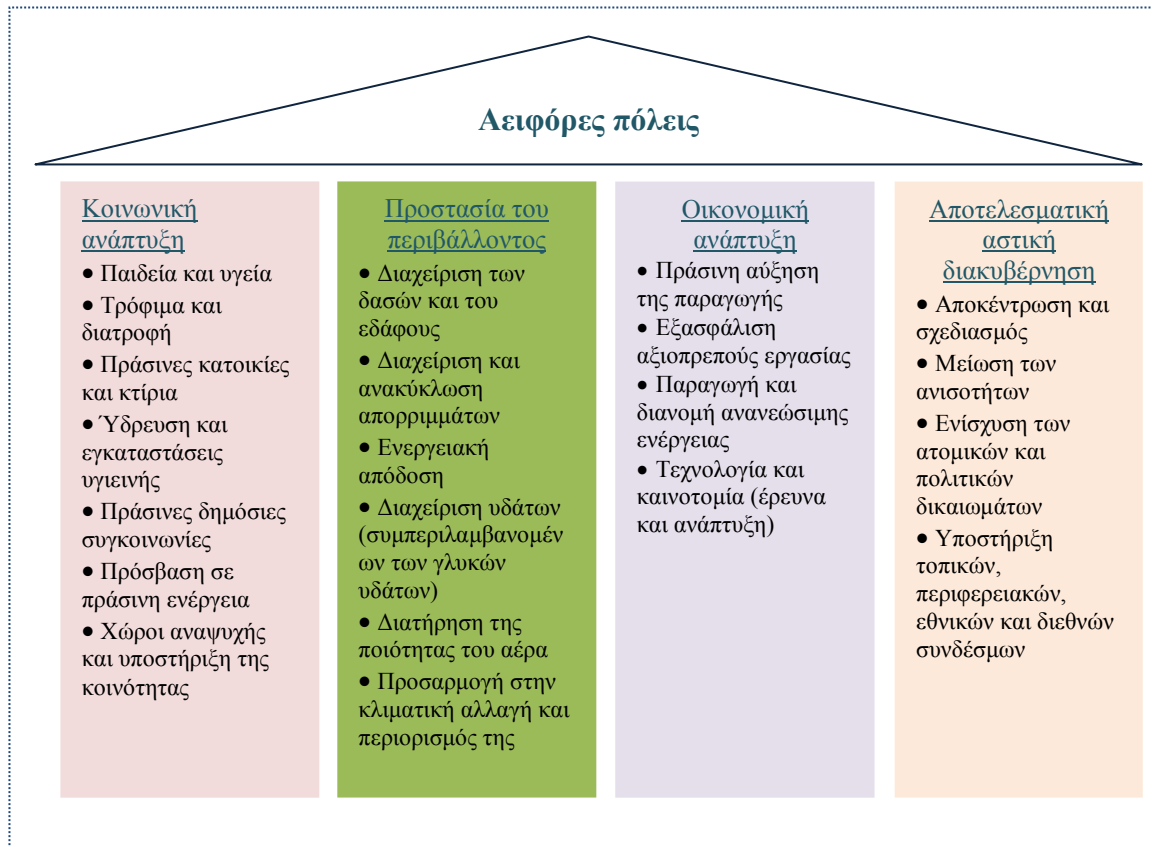 Αειφόρες πόλεις
Κοινωνική
ανάπτυξη
• Παιδεία και υγεία
• Τρόφιμα και
διατροφή
• Πράσινες κατοικίες
και κτίρια
• Ύδρευση και
εγκαταστάσεις
υγιεινής
• Πράσινες δημόσιες
συγκοινωνίες
• Πρόσβαση σε
πράσινη ενέργεια
• Χώροι αναψυχής
και υποστήριξη της
κοινότητας
Προστασία του
περιβάλλοντος
• Διαχείριση των
δασών και του
εδάφους
• Διαχείριση και
ανακύκλωση
απορριμμάτων
• Ενεργειακή
απόδοση
• Διαχείριση υδάτων
(συμπεριλαμβανομέν
ων των γλυκών
υδάτων)
• Διατήρηση της
ποιότητας του αέρα
• Προσαρμογή στην
κλιματική αλλαγή και
περιορισμός της
Οικονομική
ανάπτυξη
• Πράσινη αύξηση
της παραγωγής
• Εξασφάλιση
αξιοπρεπούς εργασίας
• Παραγωγή και
διανομή ανανεώσιμης
ενέργειας
• Τεχνολογία και
καινοτομία (έρευνα
και ανάπτυξη)
Αποτελεσματική
αστική
διακυβέρνηση
• Αποκέντρωση και
σχεδιασμός
• Μείωση των
ανισοτήτων
• Ενίσχυση των
ατομικών και
πολιτικών
δικαιωμάτων
• Υποστήριξη
τοπικών,
περιφερειακών,
εθνικών και διεθνών
συνδέσμων